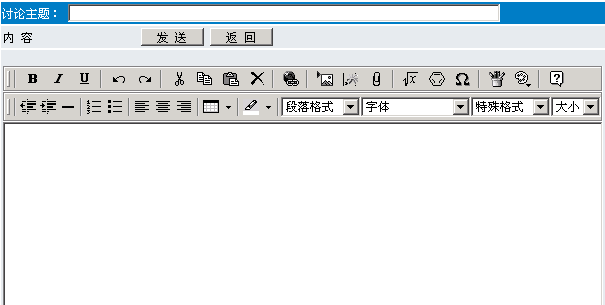 讨论主题：
内 容 发 送 返 回
B I U √x Ω ?
段落格式 字体 特殊格式 大小